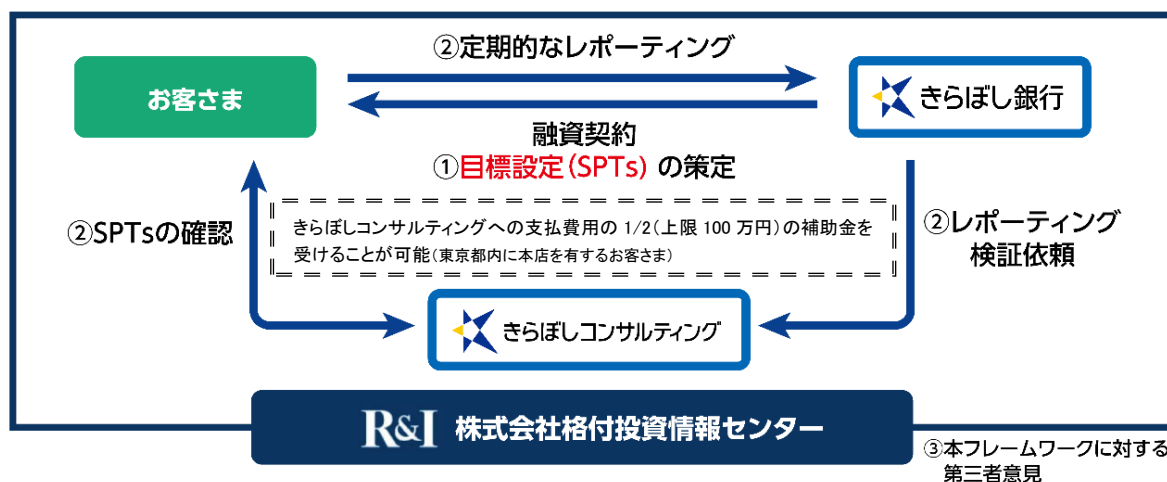 ②定期的なレポーティング
お客さま
きらぼし銀行
融資契約
①目標設定(SPTs) の策定
②SPTsの確認
きらぼしコンサルティングへの支払費用の 1/2(上限 100 万円)の補助金を
受けることが可能(東京都内に本店を有するお客さま)
②レポーティング
検証依頼
きらぼしコンサルティング
R&I 株式会社格付投資情報センター
③本フレームワークに対する
第三者意見